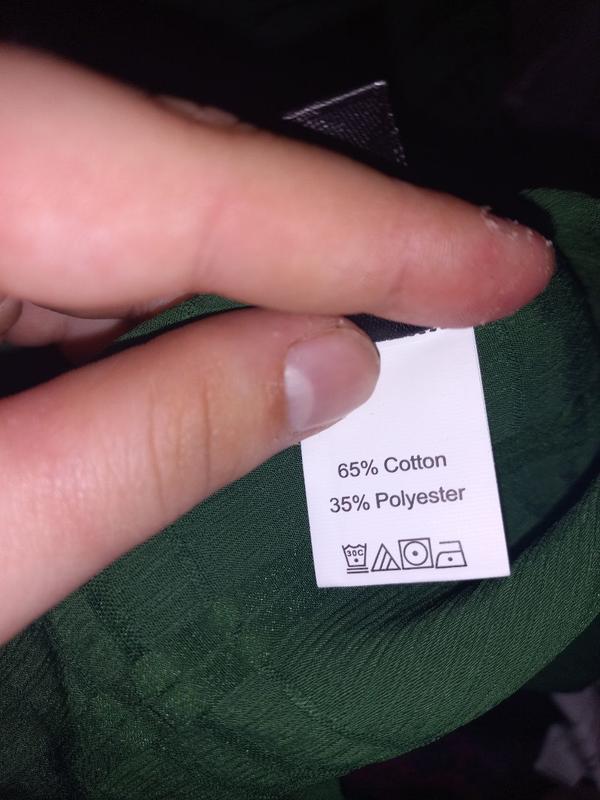 65% Cotton
35% Polyester
30C